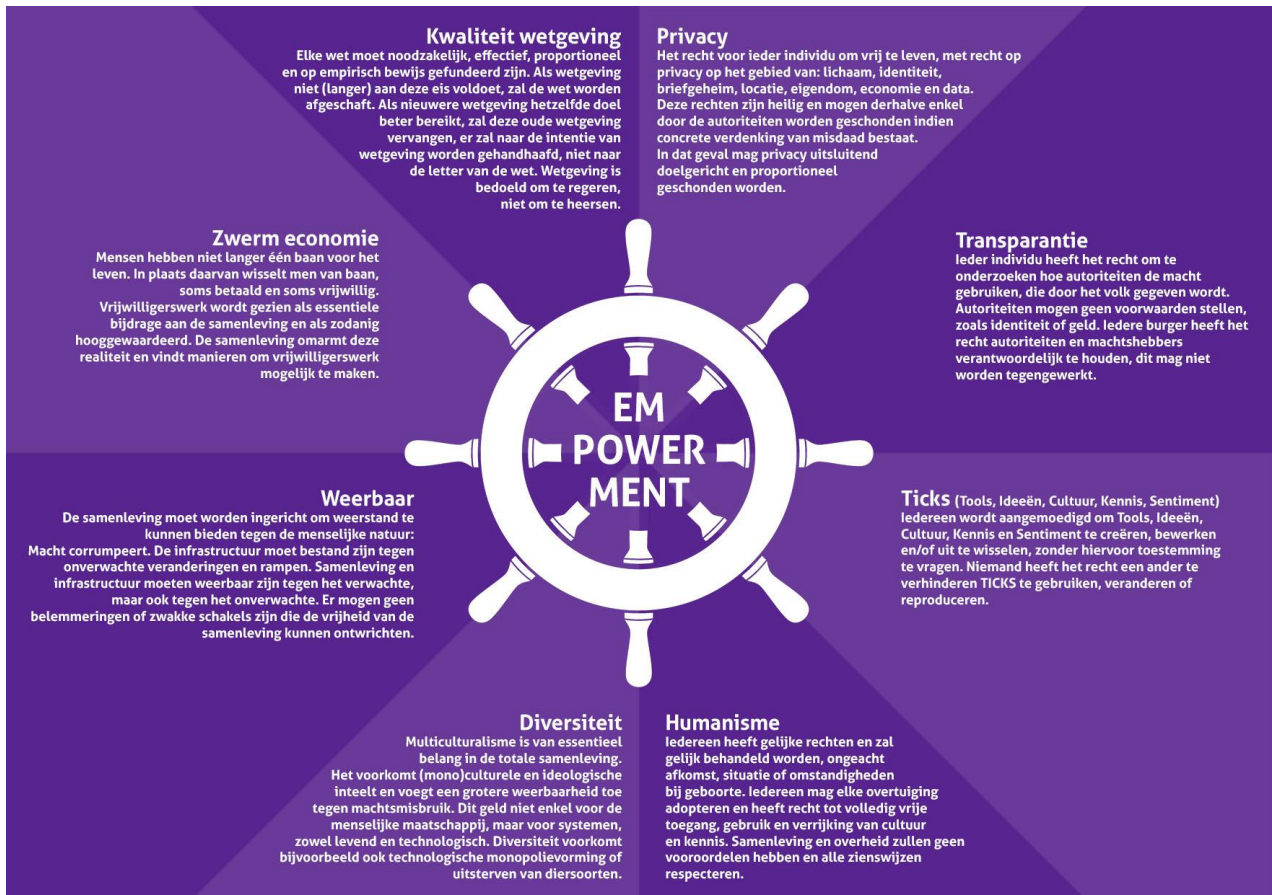 Kwaliteit wetgeving
Elke wet moet noodzakelijk, effectief, proportioneel
en op empirisch bewijs gefundeerd zijn. Als wetgeving
niet (langer) aan deze eis voldoet, zal de wet worden
afgeschaft. Als nieuwere wetgeving hetzelfde doel
beter bereikt, zal deze oude wetgeving
vervangen, er zal naar de intentie van
wetgeving worden gehandhaafd, niet naar
de letter van de wet. Wetgeving is
bedoeld om te regeren,
niet om te heersen.
Privacy
Het recht voor ieder individu om vrij te leven, met recht op
privacy op het gebied van: lichaam, identiteit,
briefgeheim, locatie, eigendom, economie en data.
Deze rechten zijn heilig en mogen derhalve enkel
door de autoriteiten worden geschonden indien
concrete verdenking van misdaad bestaat.
In dat geval mag privacy uitsluitend
doelgericht en proportioneel
geschonden worden.
Zwerm economie
Mensen hebben niet langer één baan voor het
leven. In plaats daarvan wisselt men van baan,
soms betaald en soms vrijwillig.
Vrijwilligerswerk wordt gezien als essentiele
bijdrage aan de samenleving en als zodanig
hooggewaardeerd. De samenleving omarmt deze
realiteit en vindt manieren om vrijwilligerswerk
mogelijk te maken.
Transparantie
Ieder individu heeft het recht om te
onderzoeken hoe autoriteiten de macht
gebruiken, die door het volk gegeven wordt.
Autoriteiten mogen geen voorwaarden stellen,
zoals identiteit of geld. Iedere burger heeft het
recht autoriteiten en machtshebbers
verantwoordelijk te houden, dit mag niet
worden tegengewerkt.
EM
POWER
MENT
Weerbaar
De samenleving moet worden ingericht om weerstand te
kunnen bieden tegen de menselijke natuur:
Macht corrumpeert. De infrastructuur moet bestand zijn tegen
onverwachte veranderingen en rampen. Samenleving en
infrastructuur moeten weerbaar zijn tegen het verwachte,
maar ook tegen het onverwachte. Er mogen geen
belemmeringen of zwakke schakels zijn die de vrijheid van de
samenleving kunnen ontwrichten.
Ticks (Tools, Ideeën, Cultuur, Kennis, Sentiment)
Iedereen wordt aangemoedigd om Tools, Ideeën,
Cultuur, Kennis en Sentiment te creëren, bewerken
en/of uit te wisselen, zonder hiervoor toestemming
te vragen. Niemand heeft het recht een ander te
verhinderen TICKS te gebruiken, veranderen of
reproduceren.
Diversiteit
Multiculturalisme is van essentieel
belang in de totale samenleving.
Het voorkomt (mono)culturele en ideologische
inteelt en voegt een grotere weerbaarheid toe
tegen machtsmisbruik. Dit geld niet enkel voor de
menselijke maatschappij, maar voor systemen,
zowel levend en technologisch. Diversiteit voorkomt
bijvoorbeeld ook technologische monopolievorming of
uitsterven van diersoorten.
Humanisme
Iedereen heeft gelijke rechten en zal
gelijk behandeld worden, ongeacht
afkomst, situatie of omstandigheden
bij geboorte. Iedereen mag elke overtuiging
adopteren en heeft recht tot volledig vrije
toegang, gebruik en verrijking van cultuur
en kennis. Samenleving en overheid zullen geen
vooroordelen hebben en alle zienswijzen
respecteren.